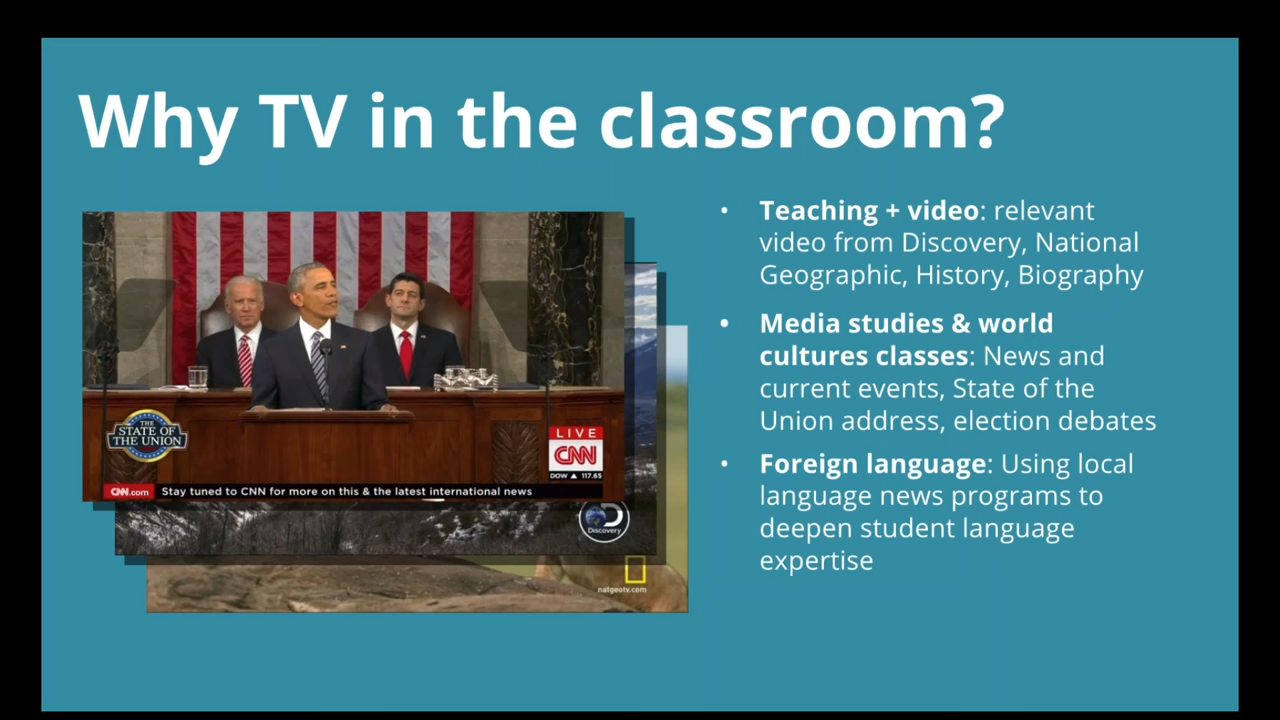 Why TV in the classroom?
THE
STATE OF
THE UNION
LIVE
CNN
DOW ▲ 117.65
CNN.com Stay tuned to CNN for more on this & the latest international news
Discovery
natgeotv.com
• Teaching + video: relevant
video from Discovery, National
Geographic, History, Biography
• Media studies & world
cultures classes: News and
current events, State of the
Union address, election debates
• Foreign language: Using local
language news programs to
deepen student language
expertise